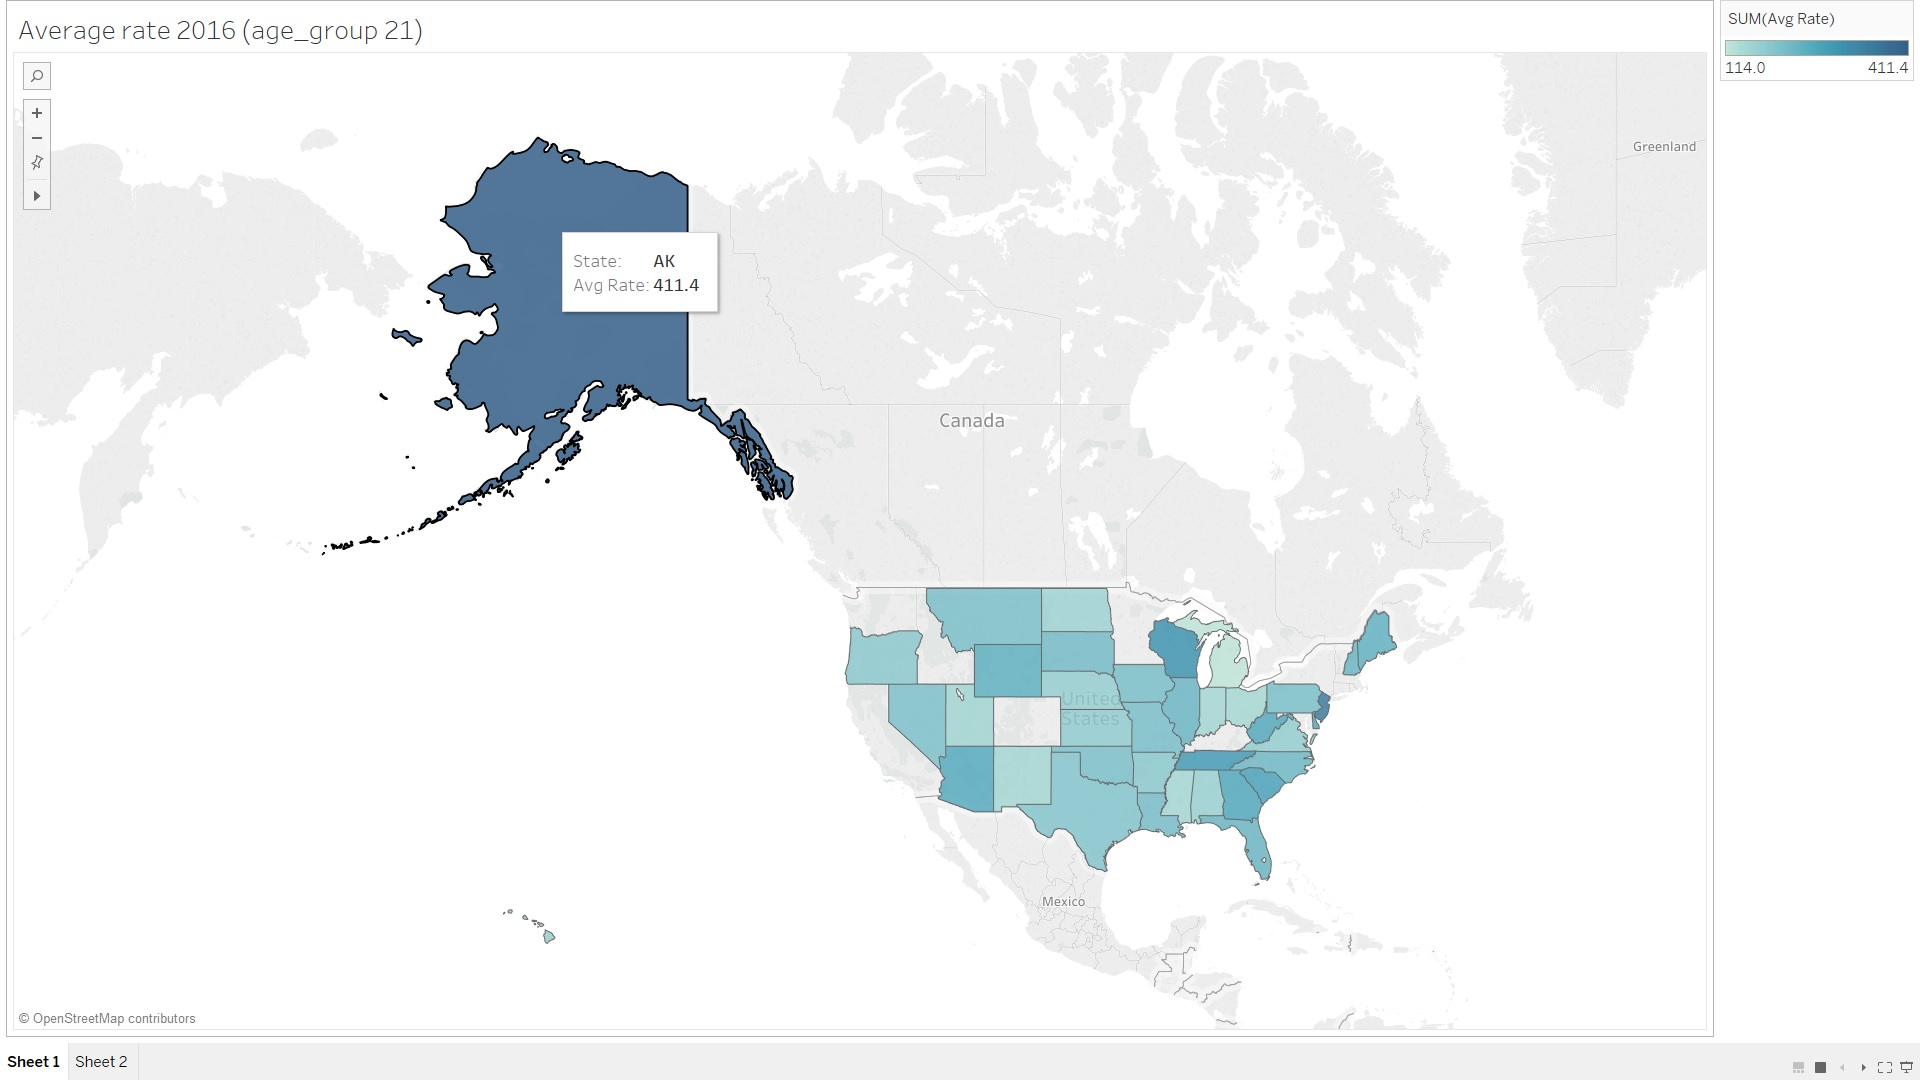 Average rate 2016 (age_group 21)
SUM(Avg Rate)
114.0 411.4
Greenland
State: AK
Avg Rate: 411.4
Canada
United
States
Mexico
© OpenStreetMap contributors
Sheet 1 Sheet 2